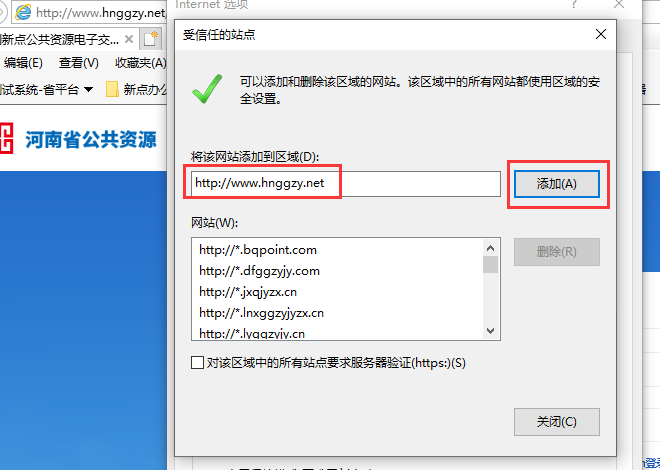 http://www.hnggzy.net
Internet 选项
新点公共资源电子交...
受信任的站点
编辑(E) 查看(V) 收藏夹(A)
试系统-省平台 新点办公
可以添加和删除该区域的网站。该区域中的所有网站都使用区域的安
全设置。
河南省公共资源
将该网站添加到区域(D):
http://www.hnggzy.net
添加(A)
网站(W):
http://*.bqpoint.com
http://*.dfggzyjy.com
http://*.jxqjyzx.cn
http://*.lnxggzyjyzx.cn
http://*.lyggzyjy.cn
删除(R)
对该区域中的所有站点要求服务器验证(https:)(S)
关闭(C)
登录